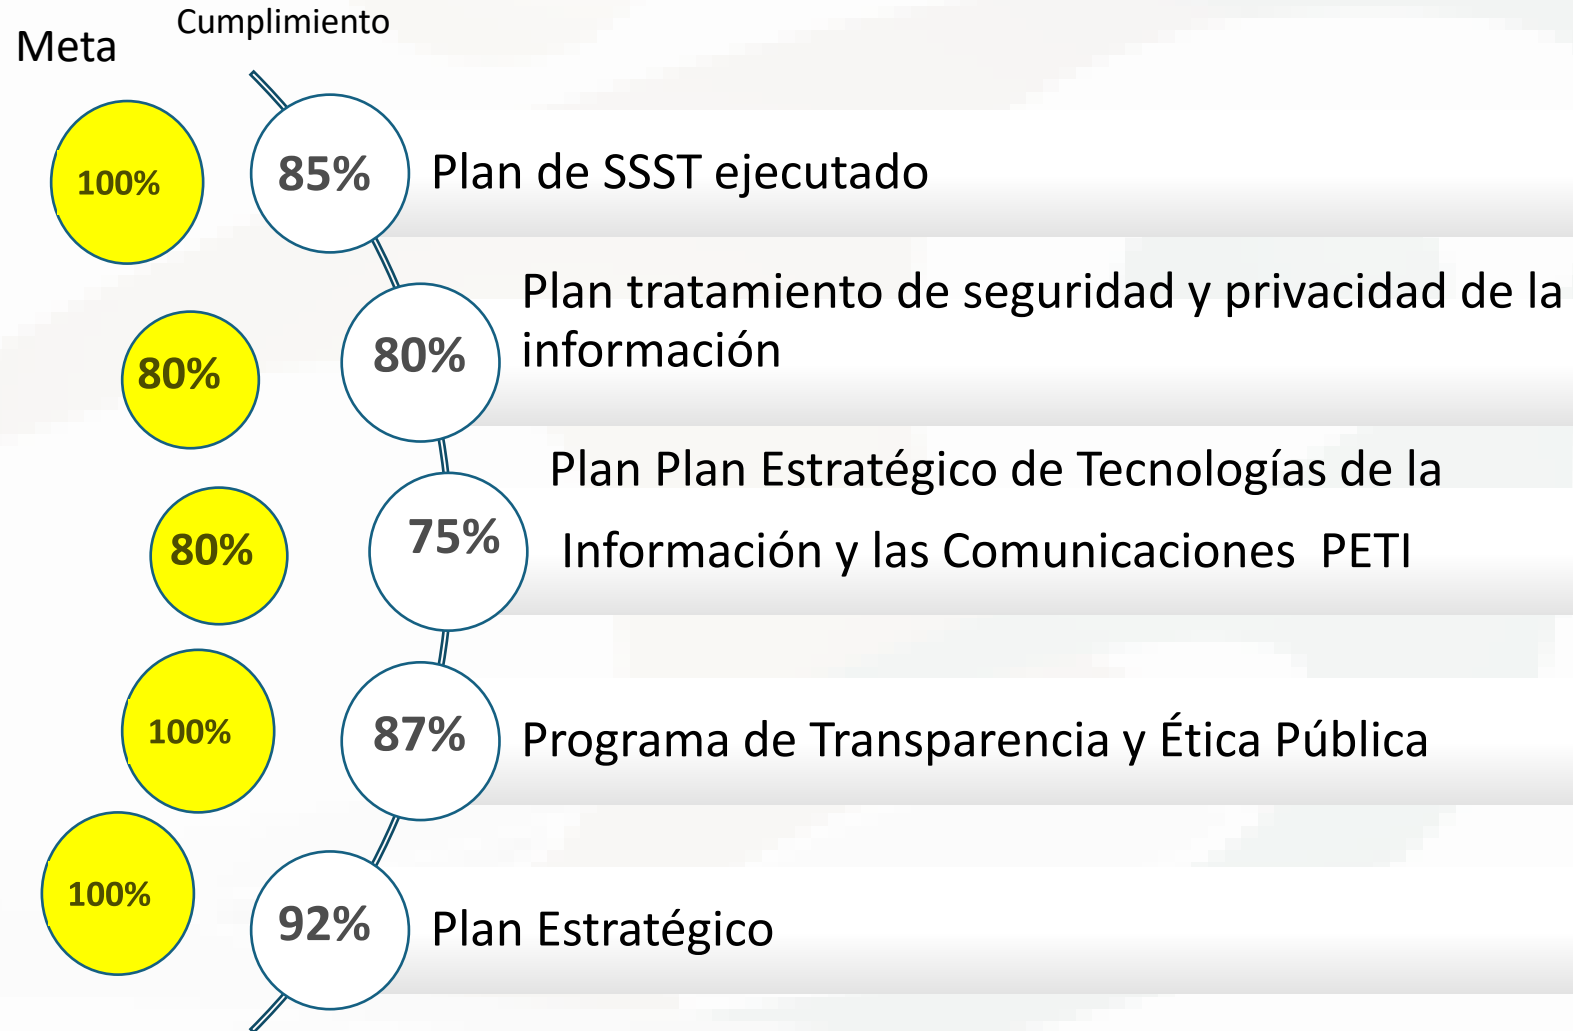 Meta
Cumplimiento
100%
85%
Plan de SSST ejecutado
80%
80%
Plan tratamiento de seguridad y privacidad de la
información
80%
75%
Plan Plan Estratégico de Tecnologías de la
Información y las Comunicaciones PETI
100%
87%
Programa de Transparencia y Ética Pública
100%
92%
Plan Estratégico